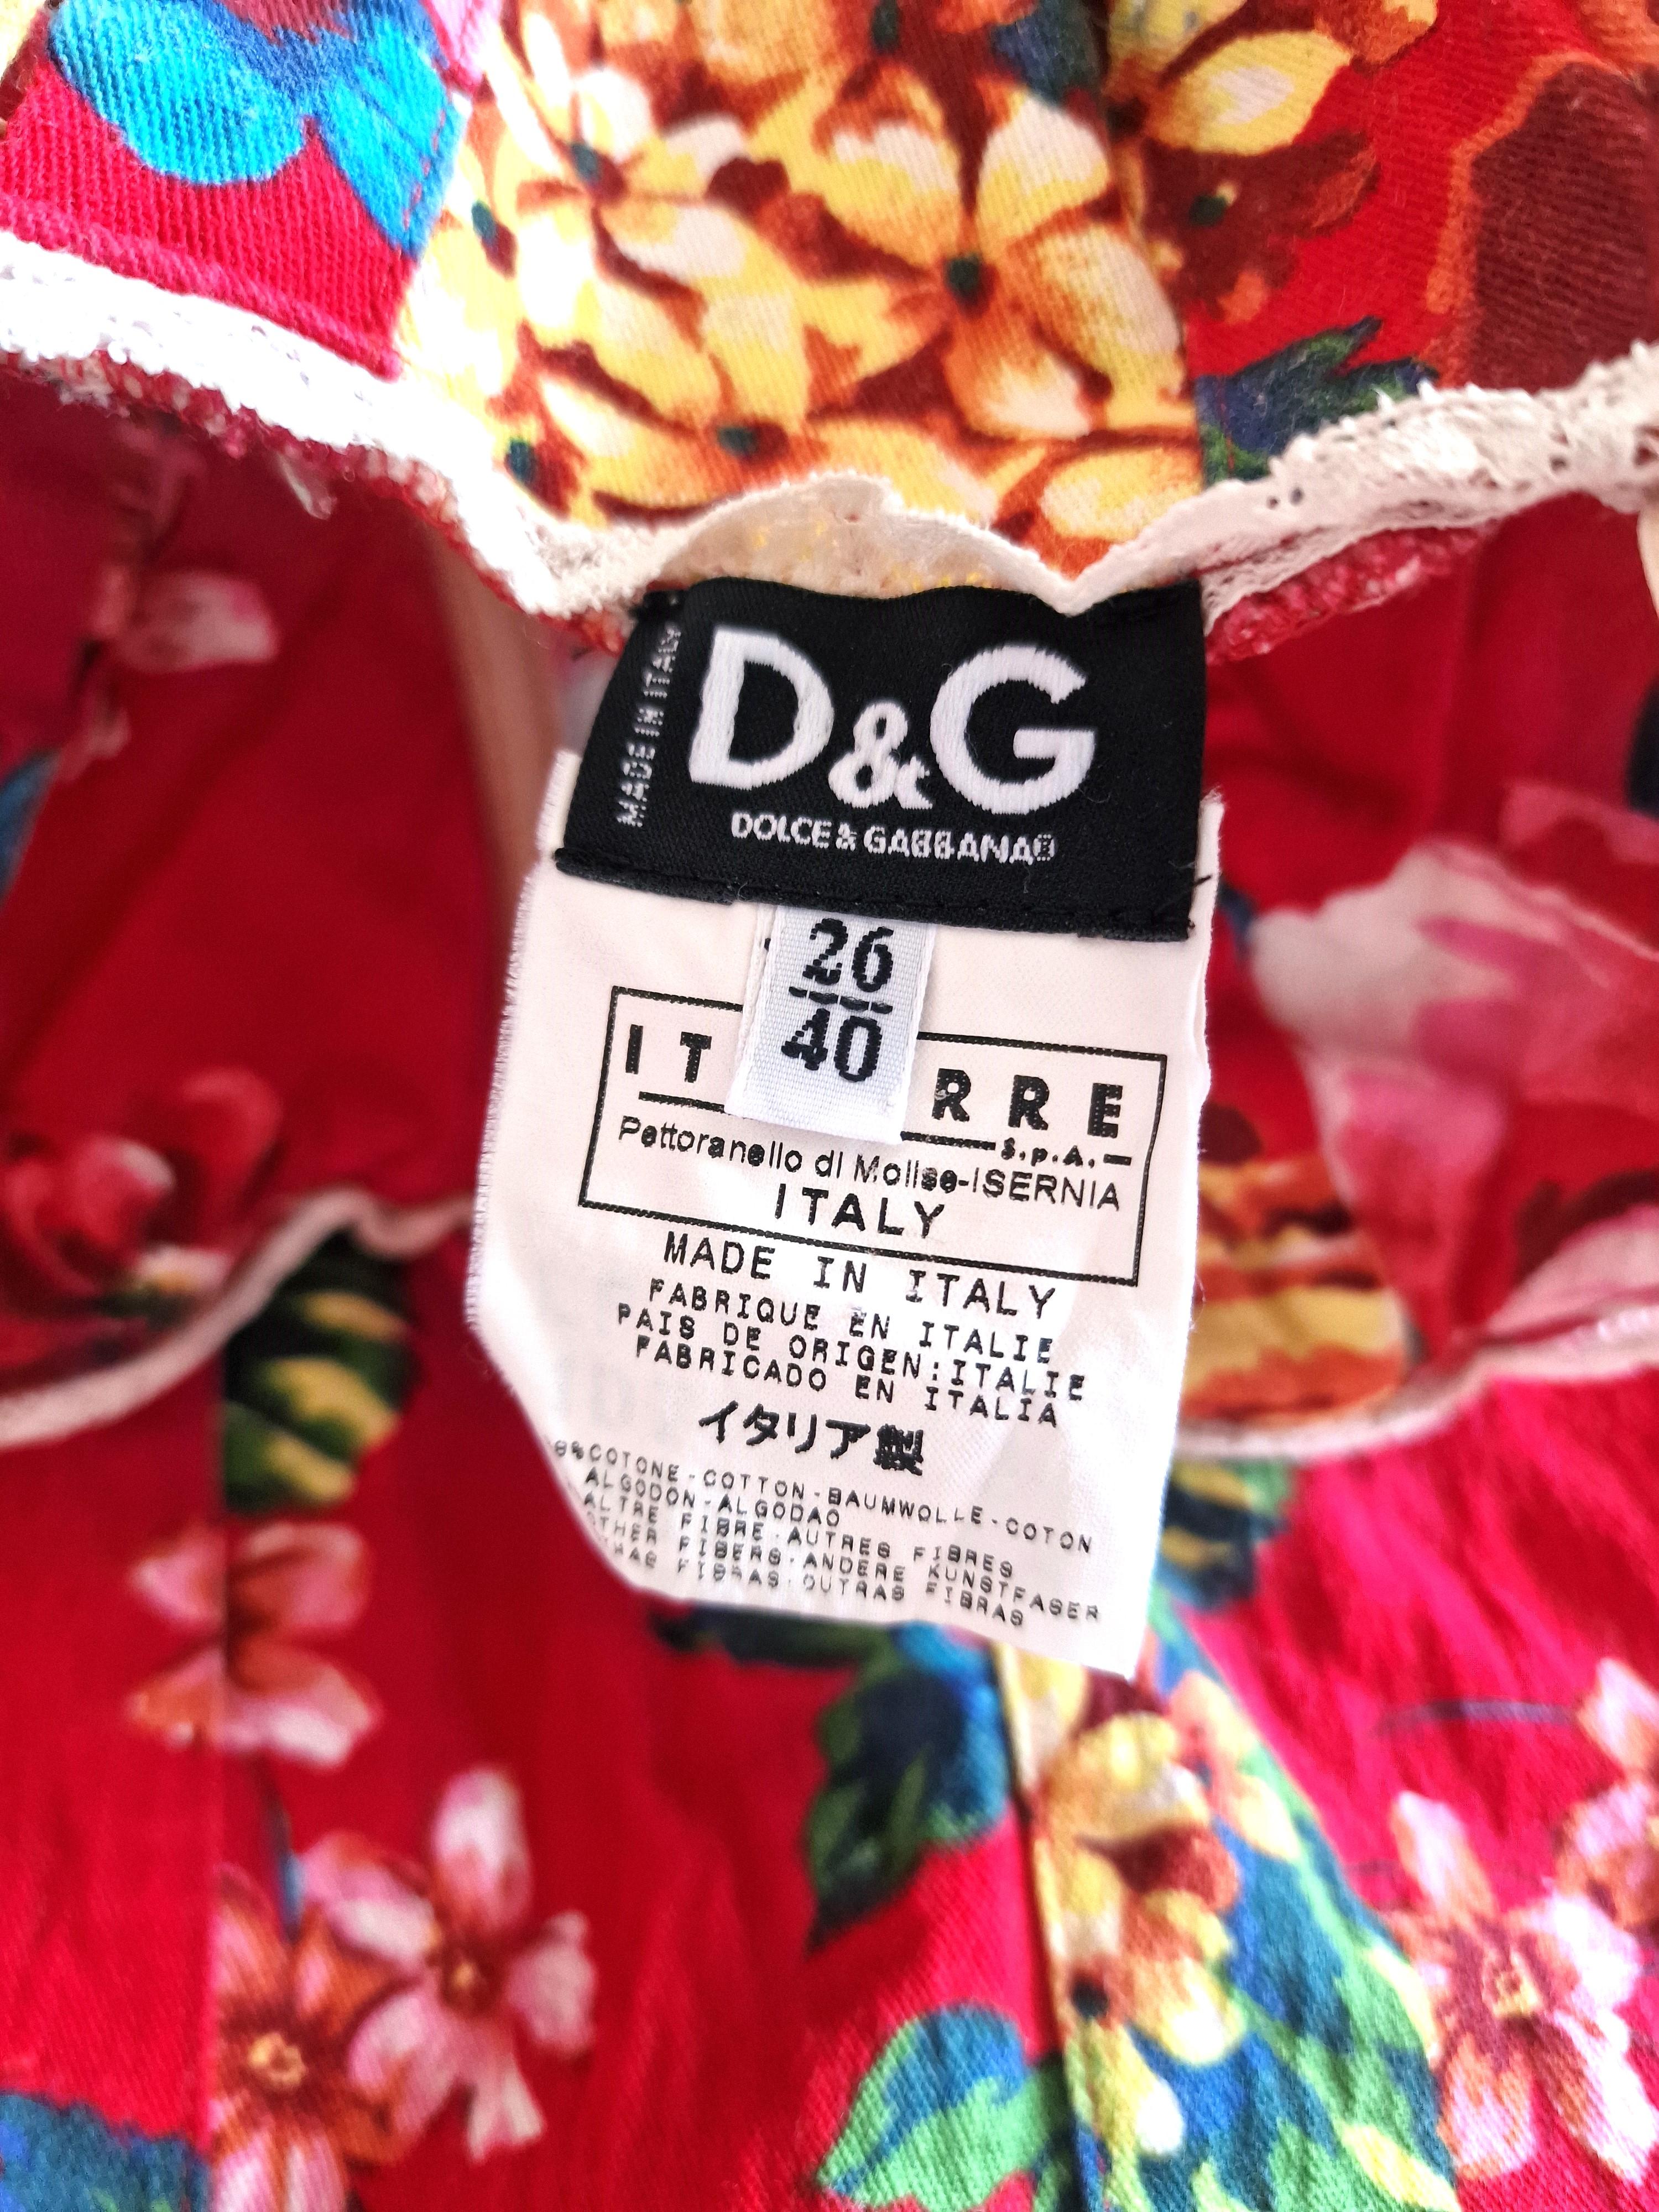 MADE IN ITALY
D&G
DOLCE & GABBANA®
26
40
IT RRE
S.p.A.
Pettoranello di Molise-ISERNIA
ITALY
MADE IN ITALY
FABRIQUE EN ITALIE
PAIS DE ORIGEN:ITALIE
FABRICADO EN ITALIA
イタリア製
%COTONE-COTTON-BAUMWOLLE-COTON
ALGODON-ALGODAO
ALTRE FIBRE-AUTRES FIBRES
OTHER FIBERS-ANDERE KUNSTFASER
FIBRAS-OUTRAS FIBRAS